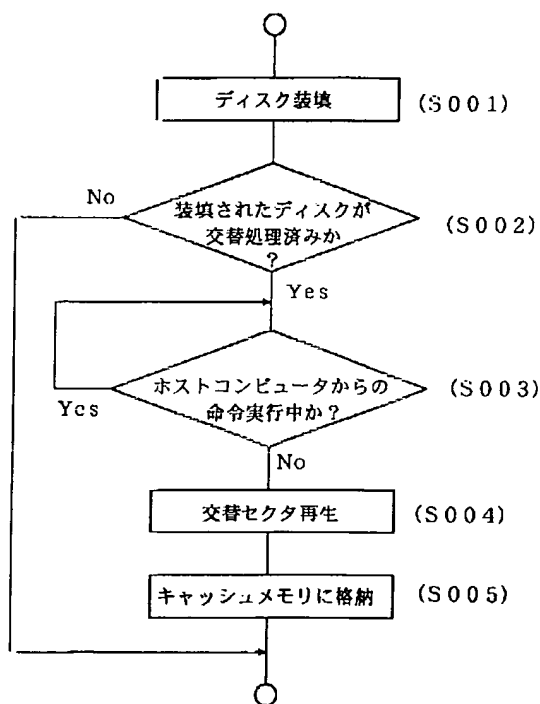 ディスク装填
(S001)
No
装填されたディスクが
交替処理済みか
?
(S002)
Yes
ホストコンピュータからの
命令実行中か?
(S003)
Yes
No
交替セクタ再生
(S004)
キャッシュメモリに格納
(S005)